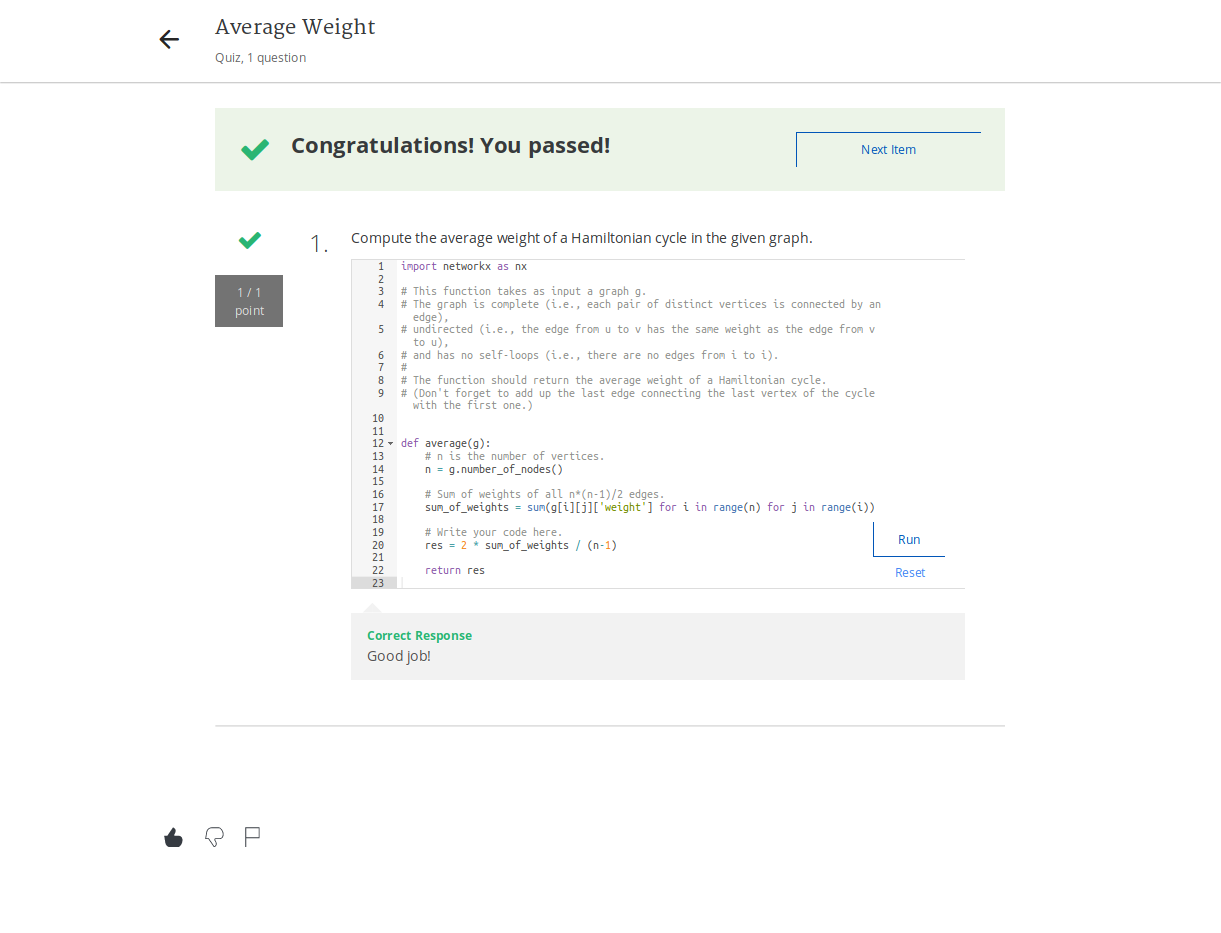 Average Weight
Quiz, 1 question
Congratulations! You passed!
Next Item
1 / 1
point
1.
Compute the average weight of a Hamiltonian cycle in the given graph.
1 import networkx as nx
2
3 # This function takes as input a graph g.
4 # The graph is complete (i.e., each pair of distinct vertices is connected by an
edge),
5 # undirected (i.e., the edge from u to v has the same weight as the edge from v
to u),
6 # and has no self-loops (i.e., there are no edges from i to i).
7 #
8 # The function should return the average weight of a Hamiltonian cycle.
9 # (Don't forget to add up the last edge connecting the last vertex of the cycle
with the first one.)
10
11
12 def average(g):
13     # n is the number of vertices.
14     n = g.number_of_nodes()
15
16     # Sum of weights of all n*(n-1)/2 edges.
17     sum_of_weights = sum(g[i][j]['weight'] for i in range(n) for j in range(i))
18
19     # Write your code here.
20     res = 2 * sum_of_weights / (n-1)
21
22     return res
23
Run
Reset
Correct Response
Good job!